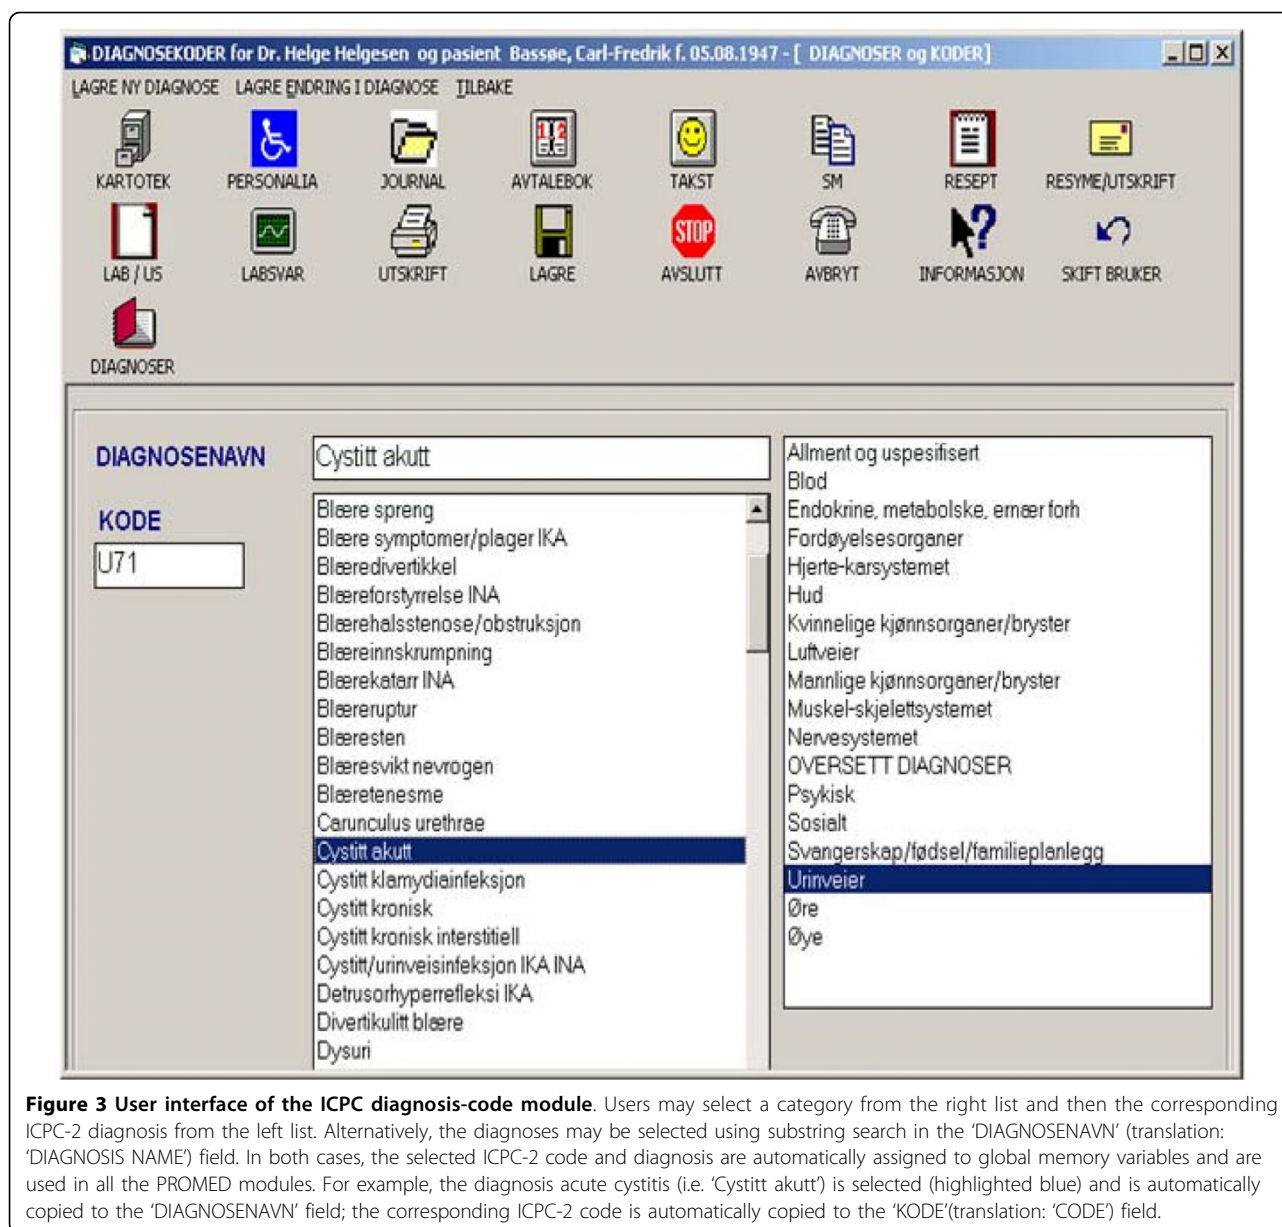 DIAGNOSEKODER for Dr. Helge Helgesen og pasient Bassøe, Carl-Fredrik f. 05.08.1947 - [ DIAGNOSER og KODER]
LAGRE NY DIAGNOSE LAGRE ENDRING I DIAGNOSE TILBAKE
KARTOTEK PERSONALIA JOURNAL AVTALEBOK TAKST SM RESEPT RESYME/UTSKRIFT
STOP
LAB / US LABSVAR UTSKRIFT LAGRE AVSLUTT AVBRYT INFORMASJON SKIFT BRUKER
DIAGNOSER
DIAGNOSENAVN
Cystitt akutt
KODE
U71
Blære spreng
Blære symptomer/plager IKA
Blæredivertikkel
Blæreforstyrrelse INA
Blærehalsstenose/obstruksjon
Blæreinnskrumpning
Blærekatarr INA
Blæreruptur
Blæresten
Blæresvikt nevrogen
Blæretenesme
Carunculus urethrae
Cystitt akutt
Cystitt klamydiainfeksjon
Cystitt kronisk
Cystitt kronisk interstitiell
Cystitt/urinveisinfeksjon IKA INA
Detrusorhyperrefleksi IKA
Divertikulitt blære
Dysuri
Allment og uspesifisert
Blod
Endokrine, metabolske, ernær forh
Fordøyelsesorganer
Hjerte-karsystemet
Hud
Kvinnelige kjønnsorganer/bryster
Luftveier
Mannlige kjønnsorganer/bryster
Muskel-skjelettsystemet
Nervesystemet
OVERSETT DIAGNOSER
Psykisk
Sosialt
Svangerskap/fødsel/familieplanlegg
Urinveier
Øre
Øye
Figure 3 User interface of the ICPC diagnosis-code module. Users may select a category from the right list and then the corresponding
ICPC-2 diagnosis from the left list. Alternatively, the diagnoses may be selected using substring search in the ‘DIAGNOSENAVN’ (translation:
‘DIAGNOSIS NAME’) field. In both cases, the selected ICPC-2 code and diagnosis are automatically assigned to global memory variables and are
used in all the PROMED modules. For example, the diagnosis acute cystitis (i.e. ‘Cystitt akutt’) is selected (highlighted blue) and is automatically
copied to the ‘DIAGNOSENAVN’ field; the corresponding ICPC-2 code is automatically copied to the ‘KODE’(translation: ‘CODE’) field.